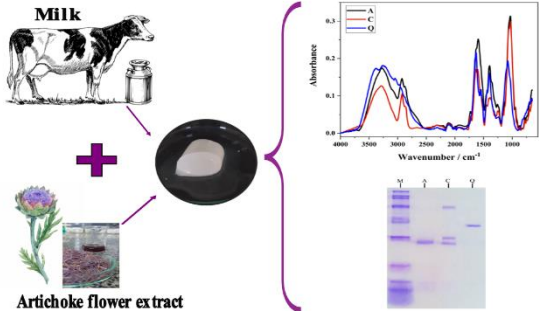 Milk
Artichoke flower extract
A
C
Q
Absorbance
0.3
0.2
0.1
0.0
4000 3500 3000 2500 2000 1500 1000
Wavenumber / cm-1
M A C Q